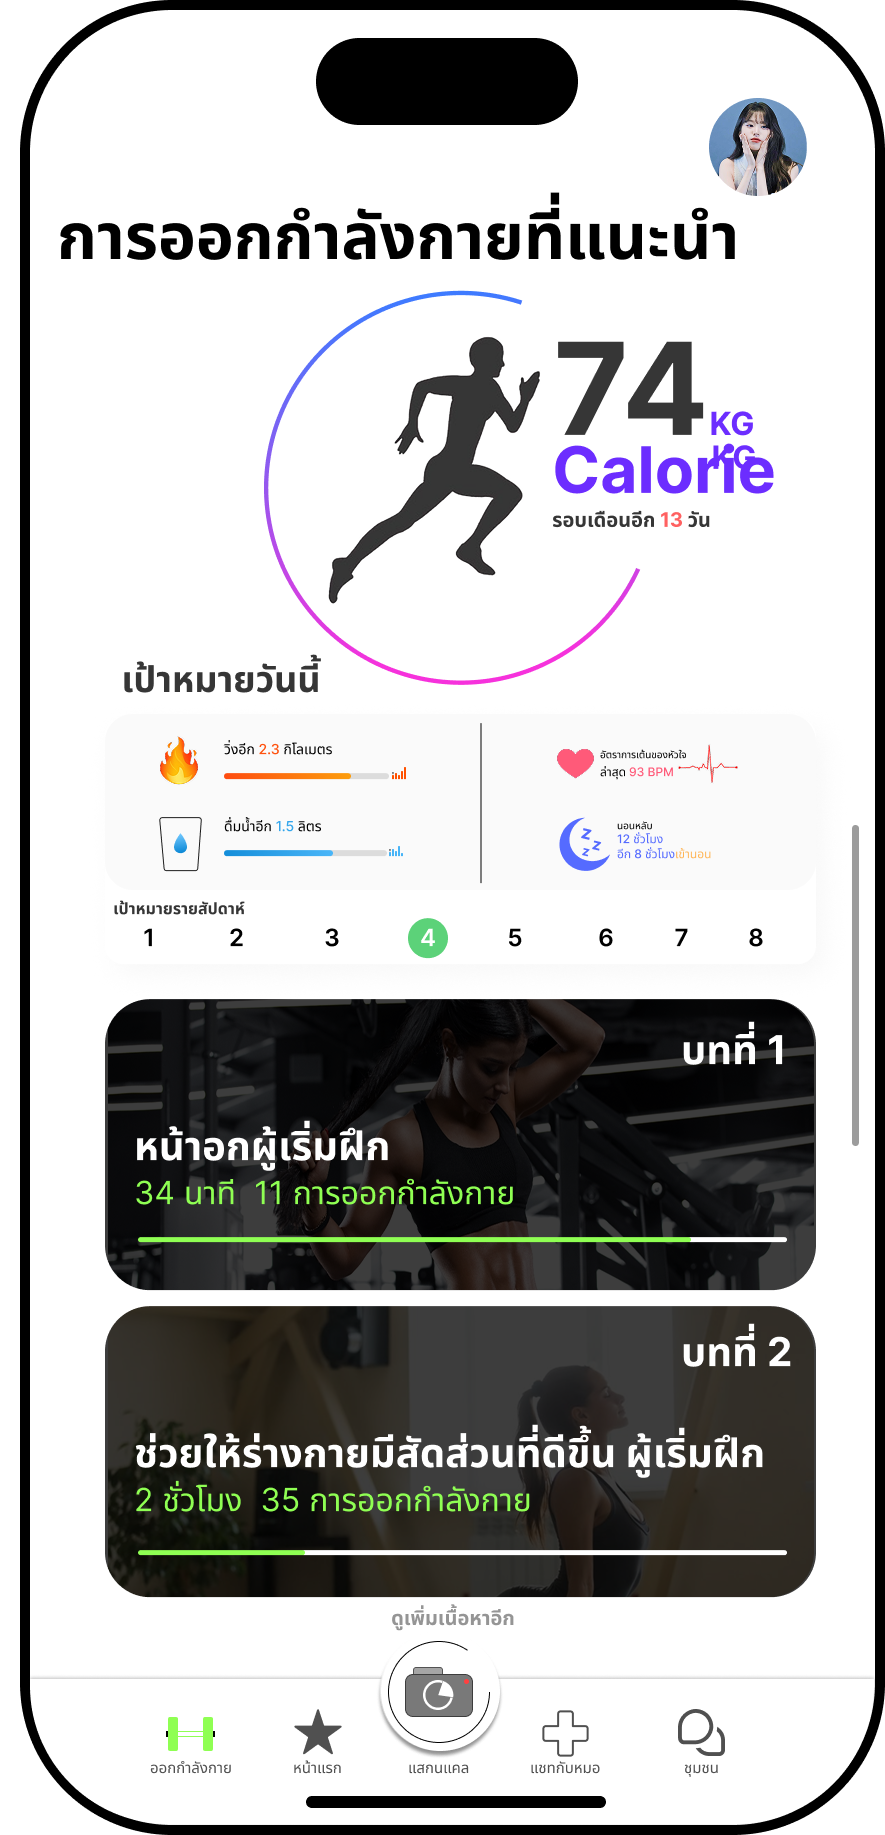 การออกกำลังกายที่แนะนำ
74 KG
KG
Calorie
รอบเดือนอีก 13 วัน
เป้าหมายวันนี้
วิ่งอีก 2.3 กิโลเมตร
ดื่มน้ำอีก 1.5 ลิตร
อัตราการเต้นของหัวใจ
ล่าสุด 93 BPM
นอนหลับ
12 ชั่วโมง
อีก 8 ชั่วโมงเข้านอน
เป้าหมายรายสัปดาห์
1 2 3 4 5 6 7 8
บทที่ 1
หน้าอกผู้เริ่มฝึก
34 นาที 11 การออกกำลังกาย
บทที่ 2
ช่วยให้ร่างกายมีสัดส่วนที่ดีขึ้น ผู้เริ่มฝึก
2 ชั่วโมง 35 การออกกำลังกาย
ดูเพิ่มเนื้อหาอีก
ออกกำลังกาย หน้าแรก แสกนแคล แชทกับหมอ ชุมชน